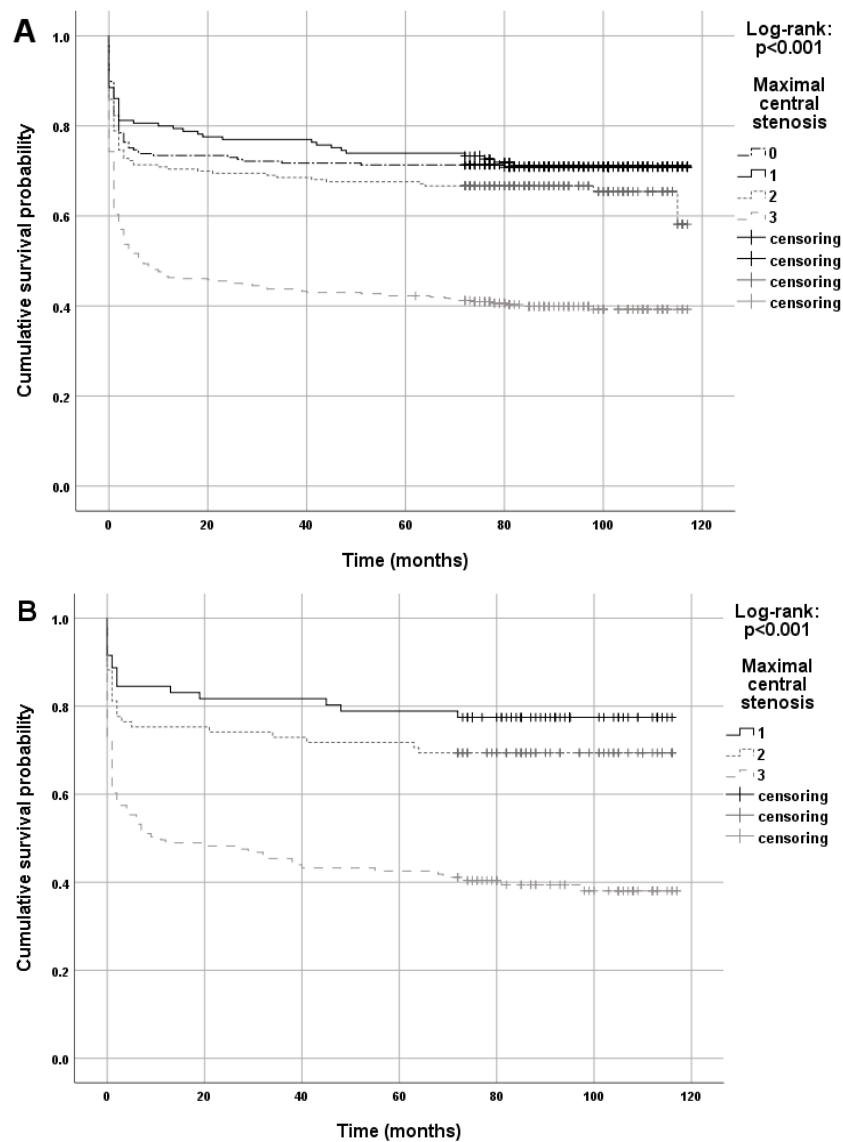 A
Log-rank:
p<0.001
Maximal
central
stenosis
0
1
2
3
censoring
censoring
censoring
censoring
Cumulative survival probability
1.0
0.8
0.6
0.4
0.2
0.0
0 20 40 60 80 100 120
Time (months)
B
Log-rank:
p<0.001
Maximal
central
stenosis
1
2
3
censoring
censoring
censoring
Cumulative survival probability
1.0
0.8
0.6
0.4
0.2
0.0
0 20 40 60 80 100 120
Time (months)